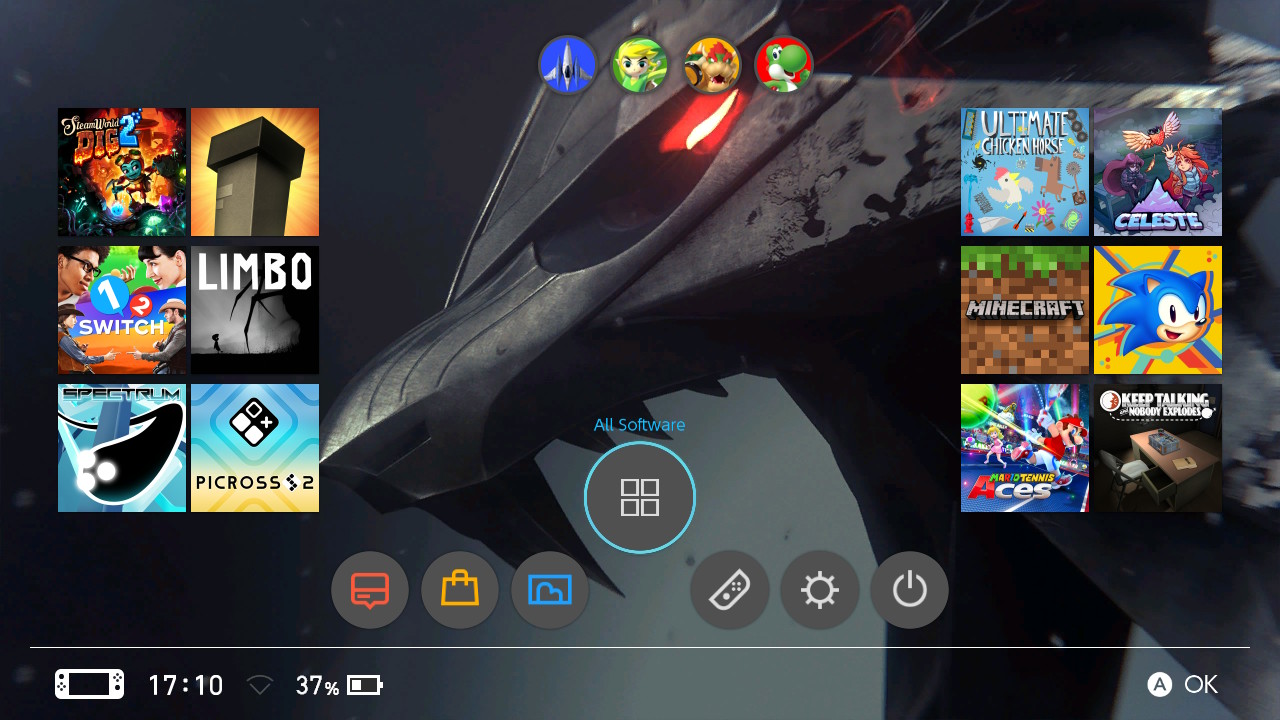 SteamWorld
DIG 2
1
2
SWITCH
LIMBO
SPECTRUM
PICROSS S 2
ULTIMATE
CHICKEN HORSE
CELESTE
MINECRAFT
MARIO TENNIS
Aces
KEEP TALKING
and NOBODY EXPLODES
All Software
17:10
37%
A OK